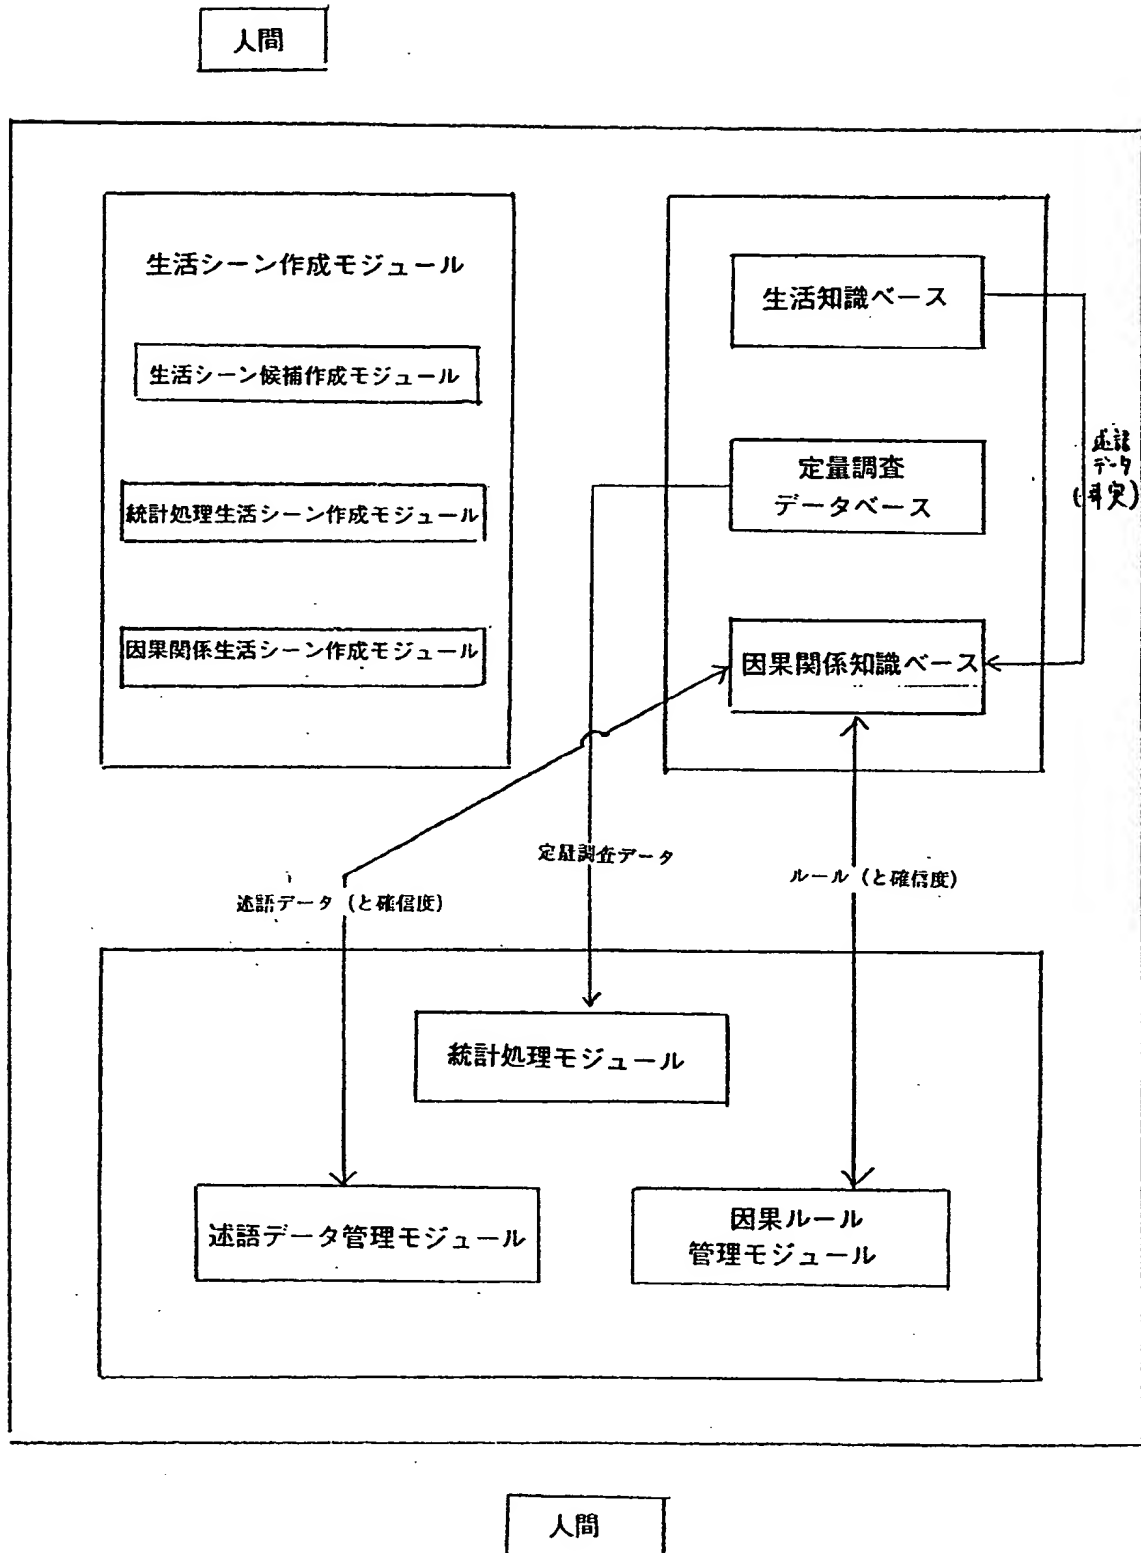 人間
生活シーン作成モジュール
生活シーン候補作成モジュール
統計処理生活シーン作成モジュール
因果関係生活シーン作成モジュール
生活知識ベース
定量調査
データベース
因果関係知識ベース
述語
データ
述語データ（と確信度）
定量調査データ
ルール（と確信度）
統計処理モジュール
述語データ管理モジュール
因果ルール
管理モジュール
人間